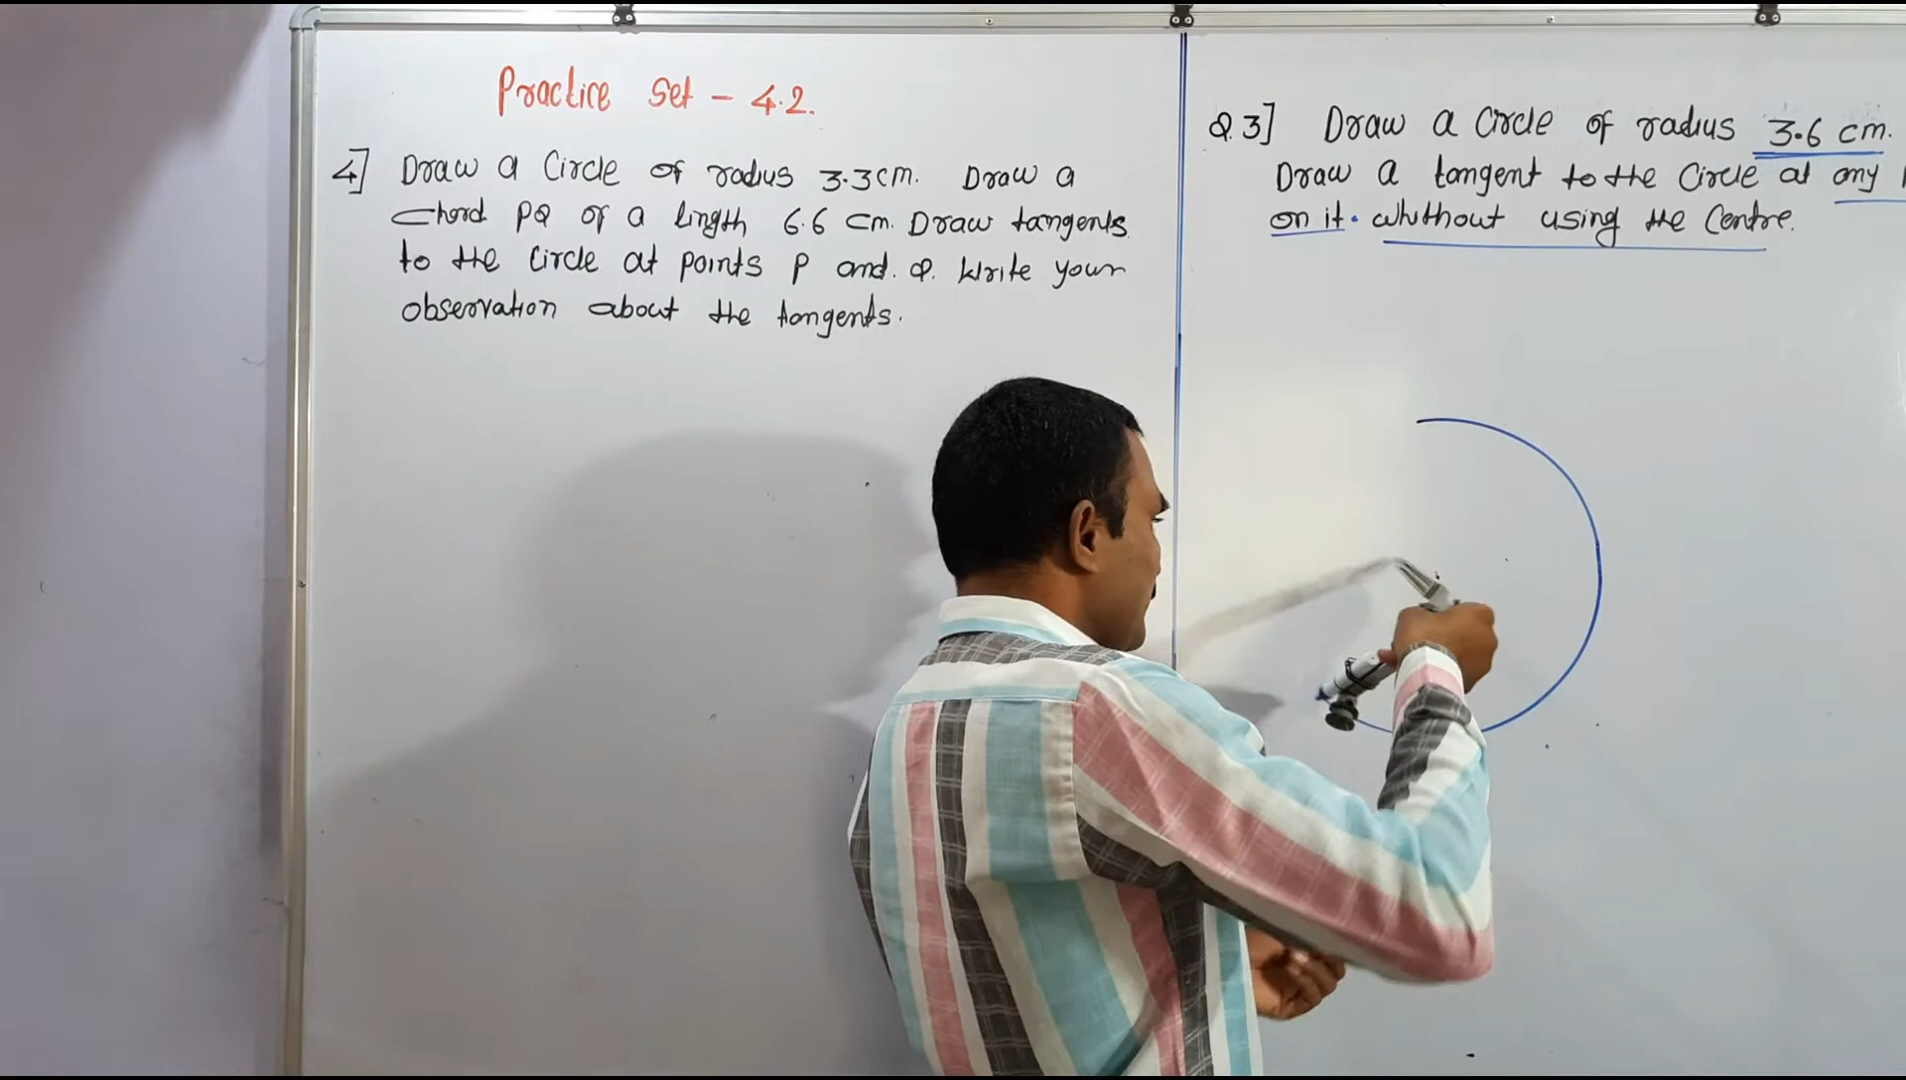 Practice Set - 4.2.
4] Draw a Circle of radius 3.3cm. Draw a
Chord PQ of a lingth 6.6 cm. Draw tangents
to the Circle at points P and Q. Write your
observation about the tangents.
Q.3] Draw a Circle of radius 3.6 cm.
Draw a tangent to the Circle at any
on it. whithout using the Centre.